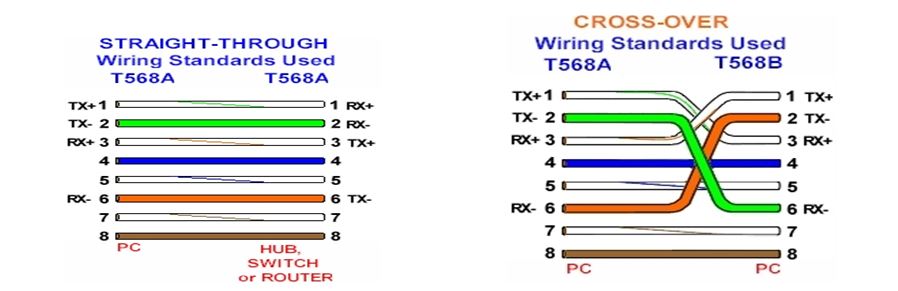 STRAIGHT-THROUGH
Wiring Standards Used
T568A T568A
TX+ 1 1 RX+
TX- 2 2 RX-
RX+ 3 3 TX+
4 4
5 5
RX- 6 6 TX-
7 7
8 8
PC HUB,
SWITCH
or ROUTER
CROSS-OVER
Wiring Standards Used
T568A T568B
TX+ 1 1 TX+
TX- 2 2 TX-
RX+ 3 3 RX+
4 4
5 5
RX- 6 6 RX-
7 7
8 8
PC PC